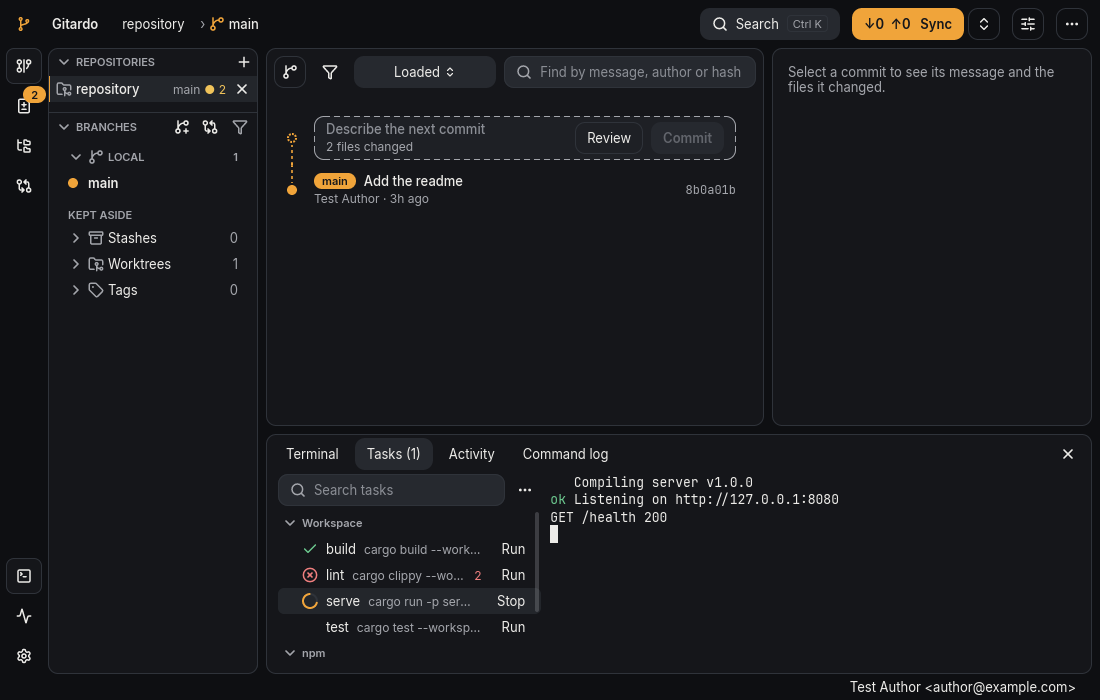 Gitardo
repository
main
Search
Ctrl K
↓0 ↑0 Sync
REPOSITORIES
repository
main
2
2
BRANCHES
LOCAL
1
main
KEPT ASIDE
Stashes
0
Worktrees
1
Tags
0
Loaded
Find by message, author or hash
Describe the next commit
2 files changed
Review
Commit
main
Add the readme
Test Author · 3h ago
8b0a01b
Select a commit to see its message and the
files it changed.
Terminal
Tasks (1)
Activity
Command log
Search tasks
Workspace
build cargo build --work... Run
lint cargo clippy --wo... 2 Run
serve cargo run -p ser... Stop
test cargo test --worksp... Run
npm
Compiling server v1.0.0
ok Listening on http://127.0.0.1:8080
GET /health 200
Test Author <author@example.com>